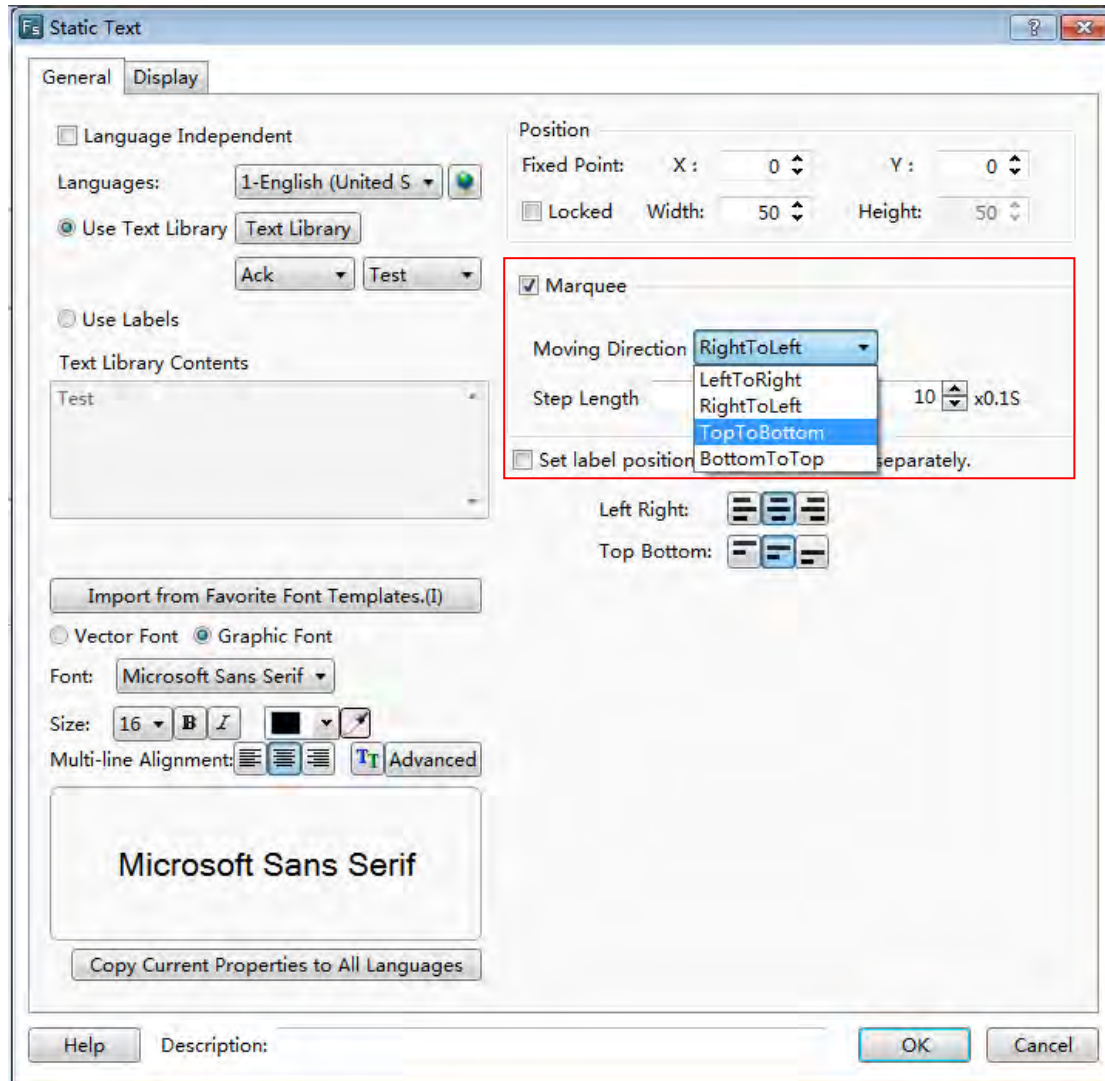 Fs Static Text
General Display
Language Independent
Languages: 1-English (United S
Use Text Library Text Library
Ack Test
Use Labels
Text Library Contents
Test
Import from Favorite Font Templates.(I)
Vector Font Graphic Font
Font: Microsoft Sans Serif
Size: 16 B I
Multi-line Alignment: TT Advanced
Microsoft Sans Serif
Copy Current Properties to All Languages
Position
Fixed Point: X : 0 Y : 0
Locked Width: 50 Height: 50
Marquee
Moving Direction RightToLeft
LeftToRight
RightToLeft
TopToBottom
BottomToTop
Step Length 10 x0.1S
Set label position separately.
Left Right:
Top Bottom:
Help Description: OK Cancel